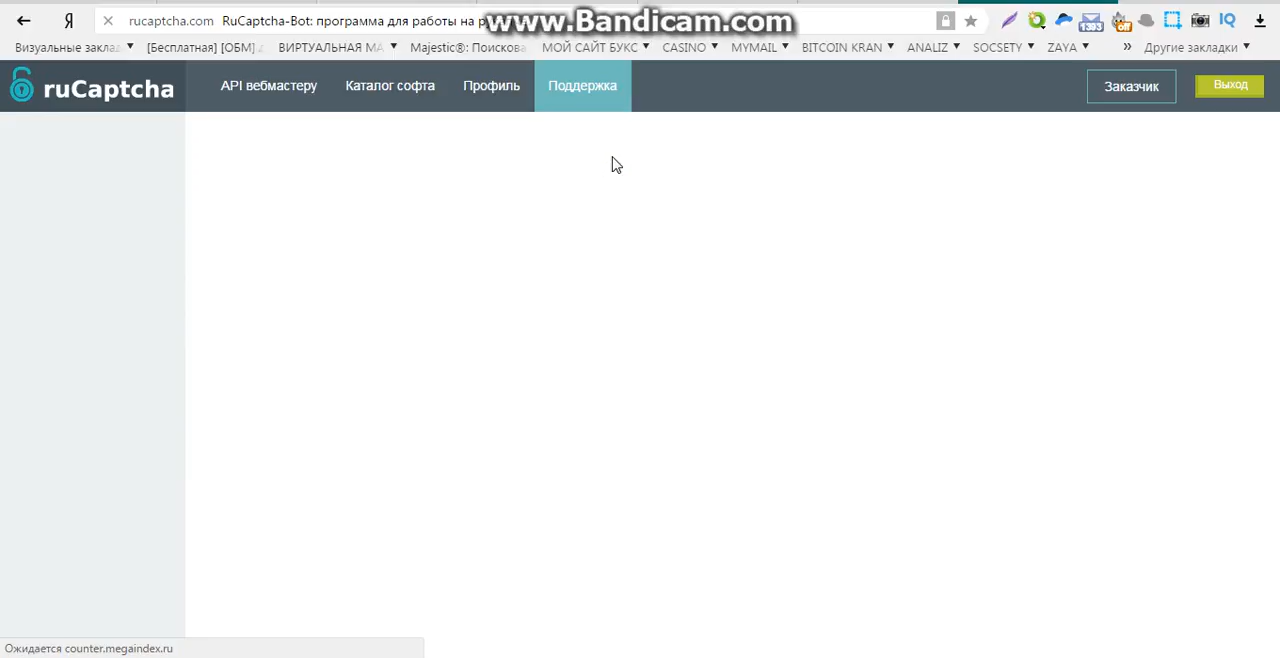 www.Bandicam.com
Я rucaptcha.com RuCaptcha-Bot: программа для работы на
Визуальные заклад [Бесплатная] [ОБМ] ВИРТУАЛЬНАЯ МА Majestic®: Поискова МОЙ САЙТ БУКС CASINO MYMAIL BITCOIN KRAN ANALIZ SOCSETY ZAYA » Другие закладки
ruCaptcha API вебмастеру Каталог софта Профиль Поддержка Заказчик Выход
Ожидается counter.megaindex.ru